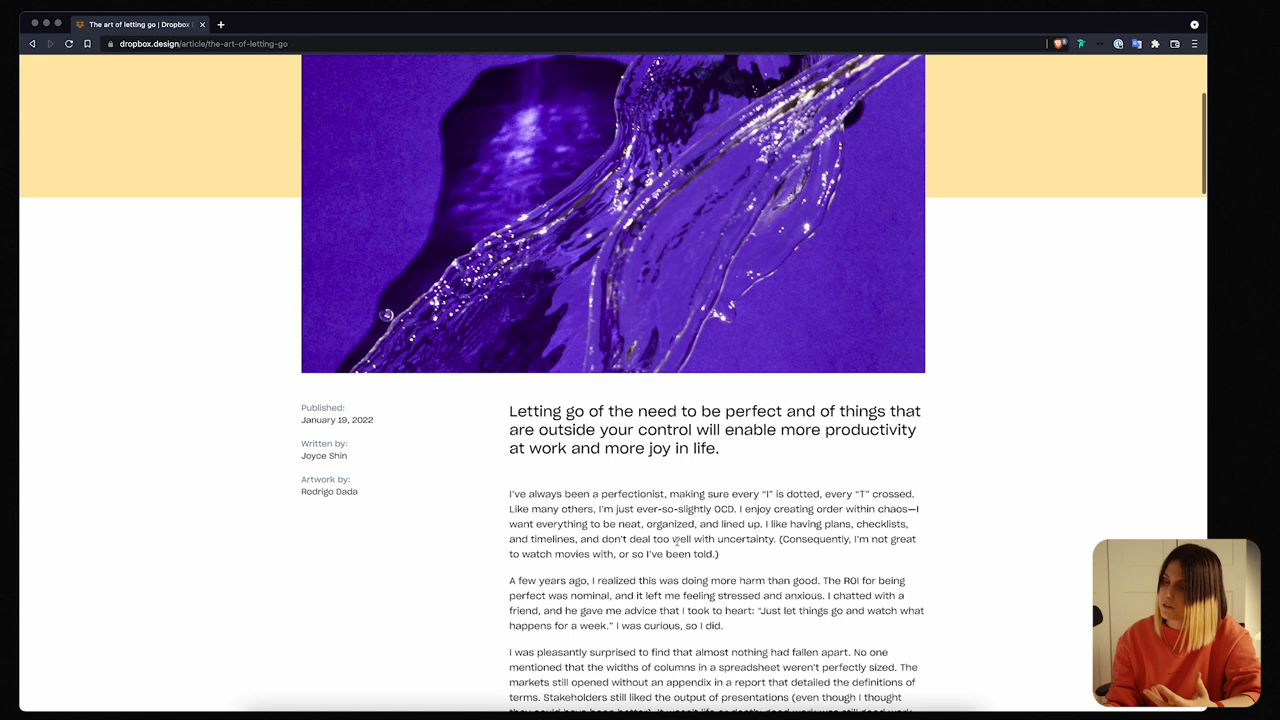 The art of letting go | Dropbox
dropbox.design/article/the-art-of-letting-go
Published:
January 19, 2022
Written by:
Joyce Shin
Artwork by:
Rodrigo Dada
Letting go of the need to be perfect and of things that
are outside your control will enable more productivity
at work and more joy in life.
I've always been a perfectionist, making sure every “I” is dotted, every “T” crossed.
Like many others, I'm just ever-so-slightly OCD. I enjoy creating order within chaos—I
want everything to be neat, organized, and lined up. I like having plans, checklists,
and timelines, and don't deal too well with uncertainty. (Consequently, I'm not great
to watch movies with, or so I've been told.)
A few years ago, I realized this was doing more harm than good. The ROI for being
perfect was nominal, and it left me feeling stressed and anxious. I chatted with a
friend, and he gave me advice that I took to heart: “Just let things go and watch what
happens for a week.” I was curious, so I did.
I was pleasantly surprised to find that almost nothing had fallen apart. No one
mentioned that the widths of columns in a spreadsheet weren't perfectly sized. The
markets still opened without an appendix in a report that detailed the definitions of
terms. Stakeholders still liked the output of presentations (even though I thought